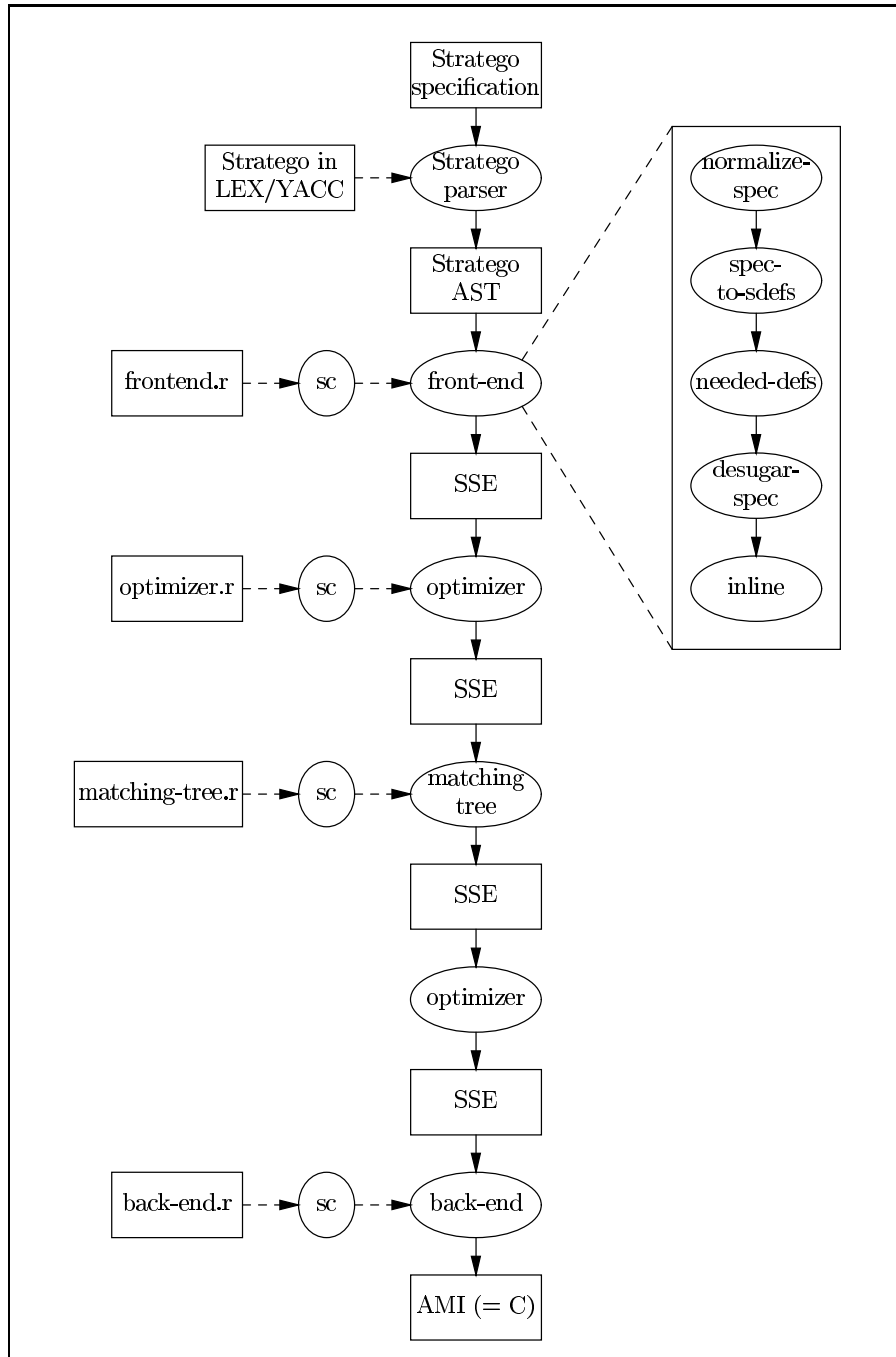 Stratego
specification
Stratego in
LEX/YACC
Stratego
parser
normalize-
spec
Stratego
AST
spec-
to-sdefs
frontend.r
sc
front-end
needed-defs
SSE
desugar-
spec
optimizer.r
sc
optimizer
inline
SSE
matching-tree.r
sc
matching
tree
SSE
optimizer
SSE
back-end.r
sc
back-end
AMI (= C)